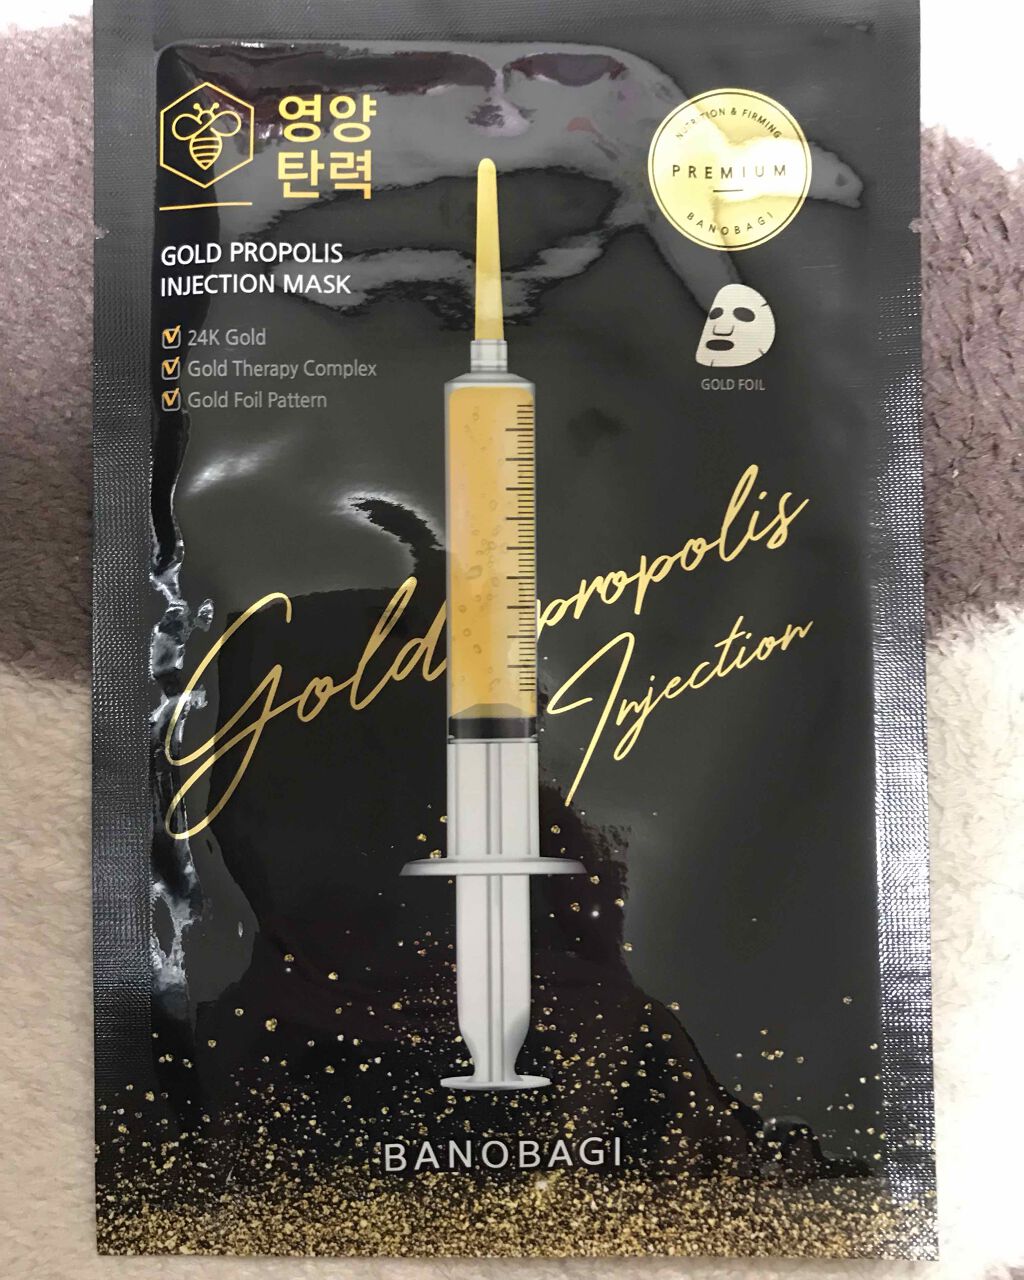 영양
탄력
NUTRITION & FIRMING
PREMIUM
BANOBAGI
GOLD PROPOLIS
INJECTION MASK
24K Gold
Gold Therapy Complex
Gold Foil Pattern
GOLD FOIL
Gold propolis
Injection
BANOBAGI